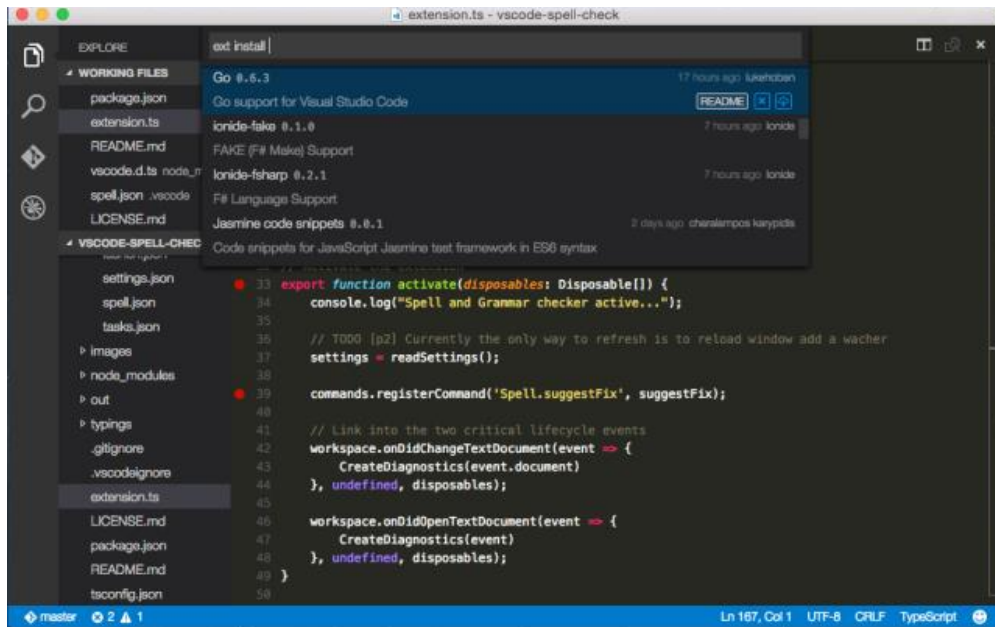 extension.ts - vscode-spell-check
EXPLORE
WORKING FILES
package.json
extension.ts
README.md
vscode.d.ts node_m
spell.json .vscode
LICENSE.md
VSCODE-SPELL-CHEC
settings.json
spell.json
tasks.json
images
node_modules
out
typings
.gitignore
.vscodeignore
extension.ts
LICENSE.md
package.json
README.md
tsconfig.json
ext install
Go 0.6.3 17 hours ago lukehoban
Go support for Visual Studio Code README
ionide-fake 0.1.0 7 hours ago Ionide
FAKE (F# Make) Support
Ionide-fsharp 0.2.1 7 hours ago Ionide
F# Language Support
Jasmine code snippets 0.0.1 2 days ago charalampos karypidis
Code snippets for JavaScript Jasmine test framework in ES6 syntax
33 export function activate(disposables: Disposable[]) {
34 console.log("Spell and Grammar checker active...");
35
36 // TODO [p2] Currently the only way to refresh is to reload window add a wacher
37 settings = readSettings();
38
39 commands.registerCommand('Spell.suggestFix', suggestFix);
40
41 // Link into the two critical lifecycle events
42 workspace.onDidChangeTextDocument(event => {
43 CreateDiagnostics(event.document)
44 }, undefined, disposables);
45
46 workspace.onDidOpenTextDocument(event => {
47 CreateDiagnostics(event)
48 }, undefined, disposables);
49 }
50
master 2 1 Ln 167, Col 1 UTF-8 CRLF TypeScript